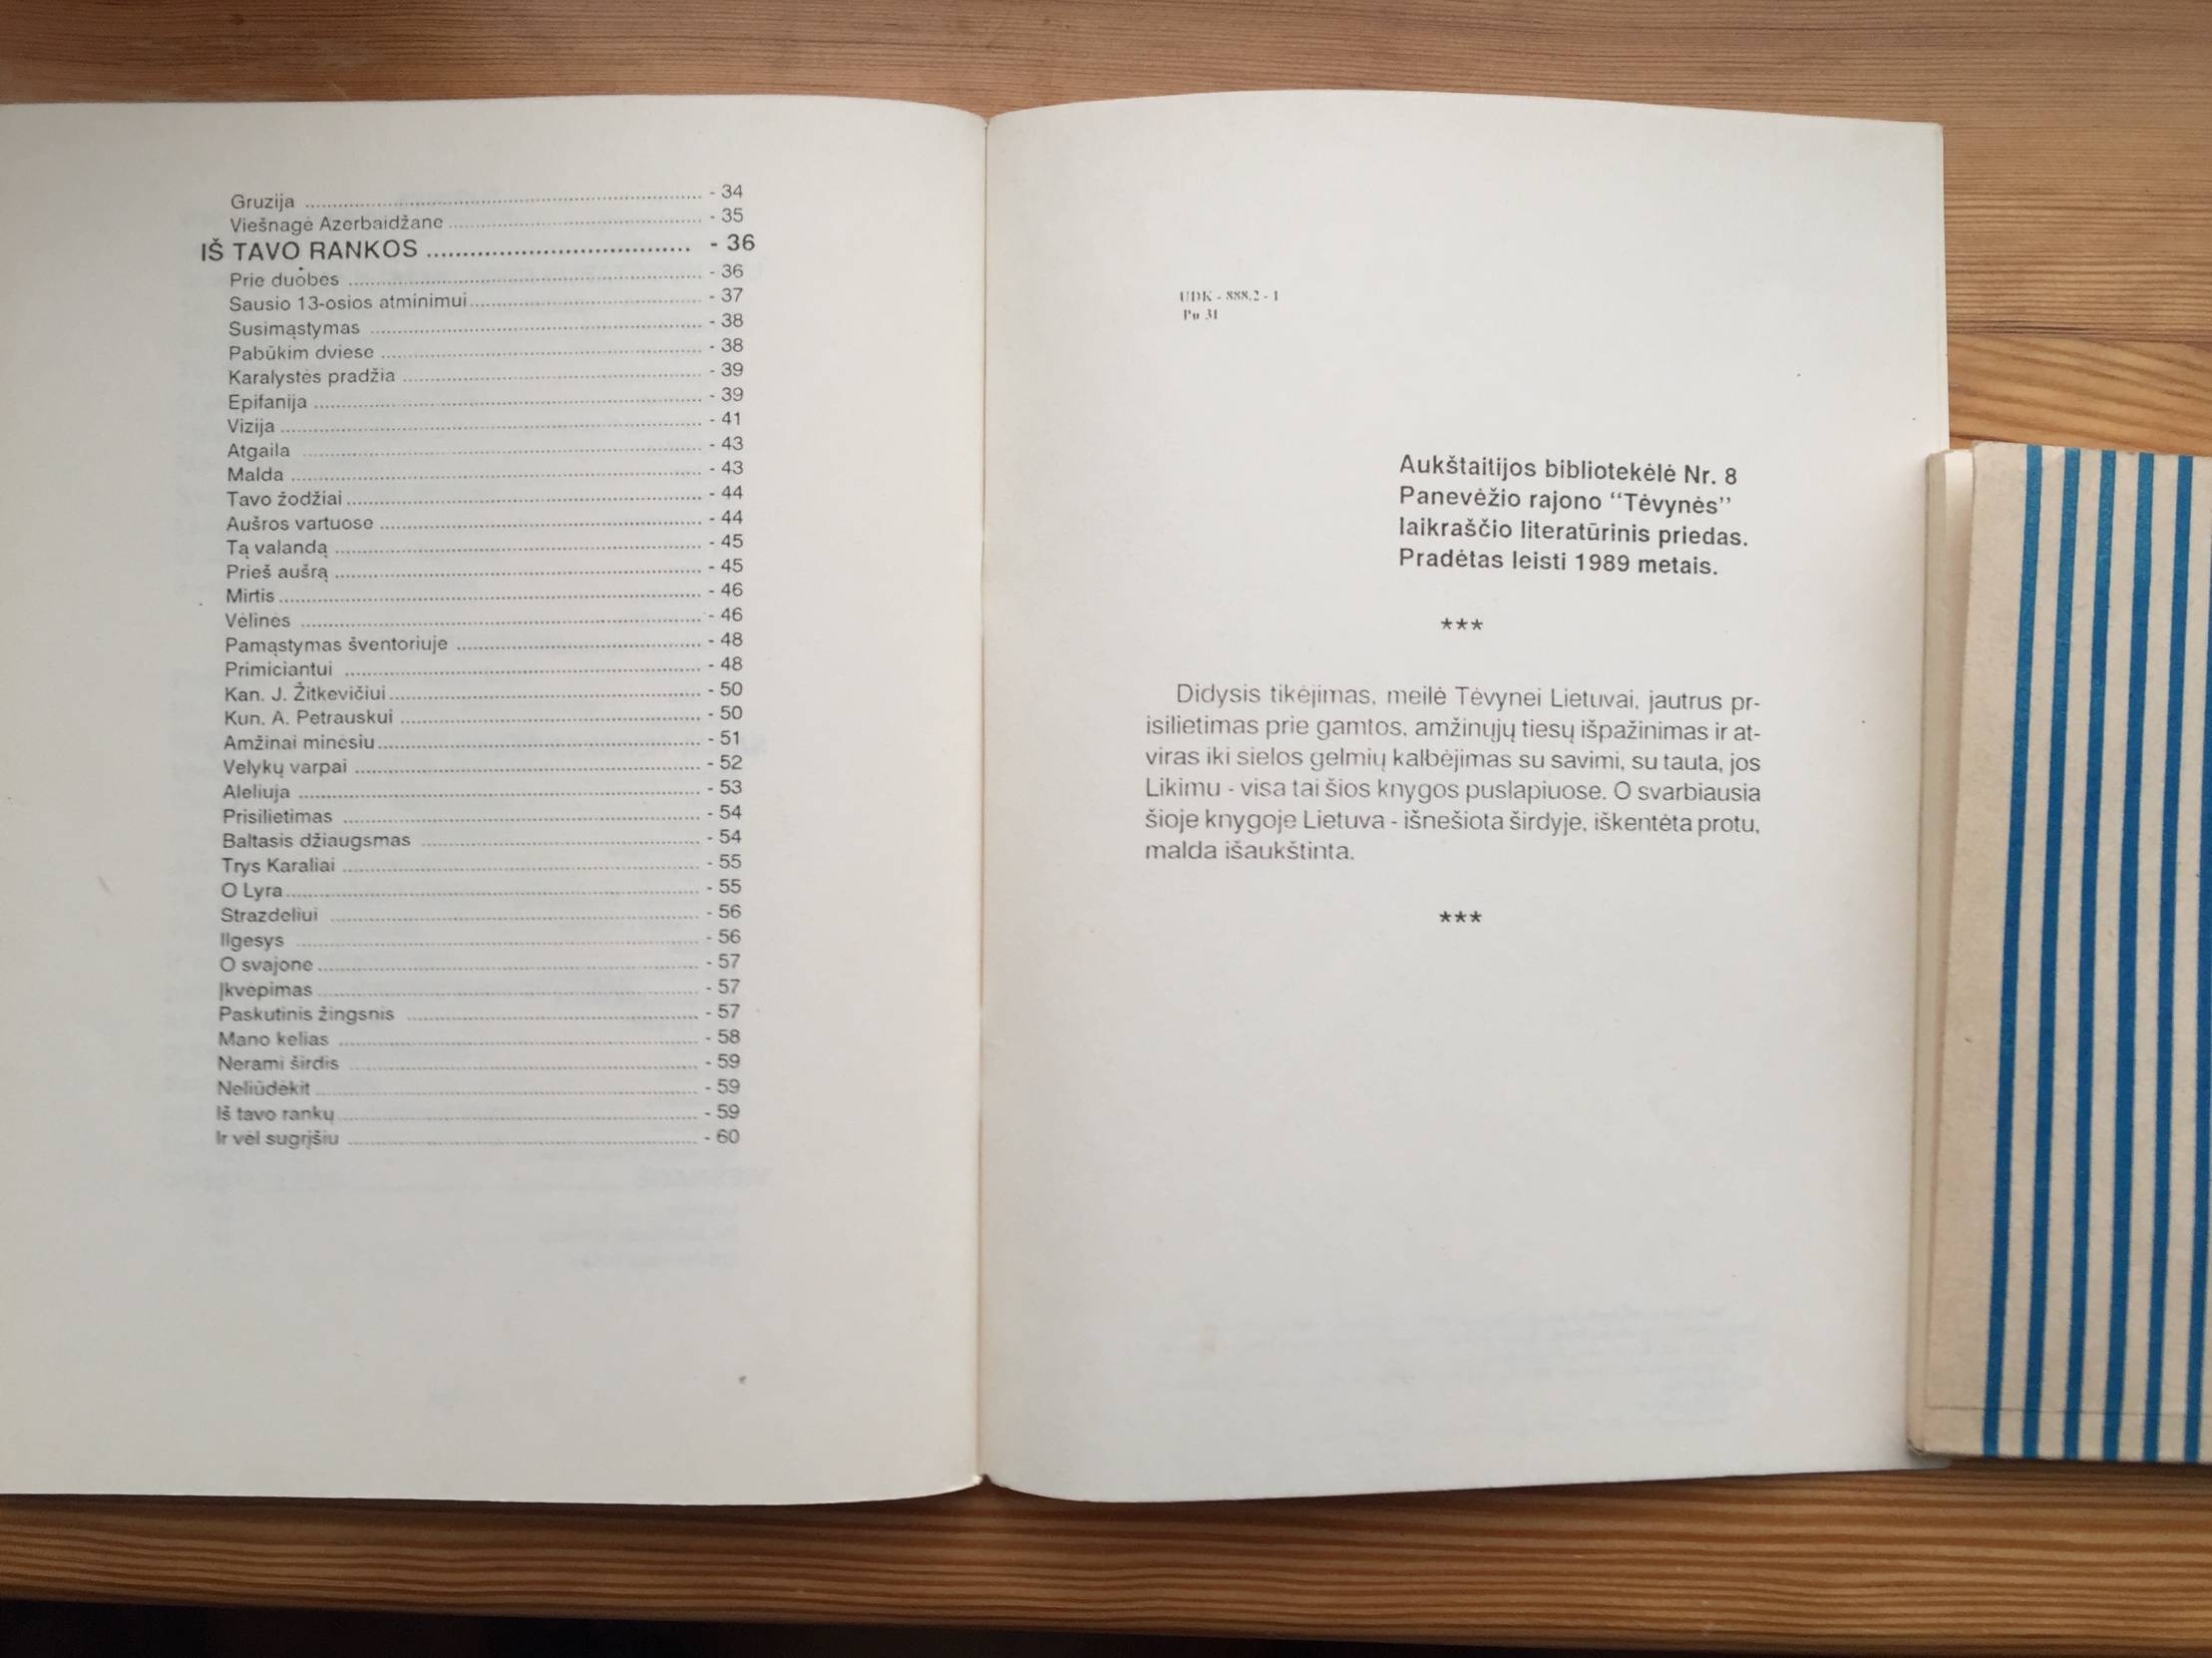 Gruzija ........ - 34
Viešnagė Azerbaidžane ........ - 35
IŠ TAVO RANKOS ........ - 36
Prie duobės ........ - 36
Sausio 13-osios atminimui ........ - 37
Susimąstymas ........ - 38
Pabūkim dviese ........ - 38
Karalystės pradžia ........ - 39
Epifanija ........ - 39
Vizija ........ - 41
Atgaila ........ - 43
Malda ........ - 43
Tavo žodžiai ........ - 44
Aušros vartuose ........ - 44
Tą valandą ........ - 45
Prieš aušrą ........ - 45
Mirtis ........ - 46
Vėlinės ........ - 46
Pamąstymas šventoriuje ........ - 48
Primiciantui ........ - 48
Kan. J. Žitkevičiui ........ - 50
Kun. A. Petrauskui ........ - 50
Amžinai minėsiu ........ - 51
Velykų varpai ........ - 52
Aleliuja ........ - 53
Prisilietimas ........ - 54
Baltasis džiaugsmas ........ - 54
Trys Karaliai ........ - 55
O Lyra ........ - 55
Strazdeliui ........ - 56
Ilgesys ........ - 56
O svajone ........ - 57
Įkvėpimas ........ - 57
Paskutinis žingsnis ........ - 57
Mano kelias ........ - 58
Nerami širdis ........ - 59
Neliūdėkit ........ - 59
Iš tavo rankų ........ - 59
Ir vėl sugrįšiu ........ - 60
UDK - 888.2 - 1
Pu 31
Aukštaitijos bibliotekėlė Nr. 8
Panevėžio rajono “Tėvynės”
laikraščio literatūrinis priedas.
Pradėtas leisti 1989 metais.
***
Didysis tikėjimas, meilė Tėvynei Lietuvai, jautrus pr-
isilietimas prie gamtos, amžinųjų tiesų išpažinimas ir at-
viras iki sielos gelmių kalbėjimas su savimi, su tauta, jos
Likimu - visa tai šios knygos puslapiuose. O svarbiausia
šioje knygoje Lietuva - išnešiota širdyje, iškentėta protu,
malda išaukštinta.
***